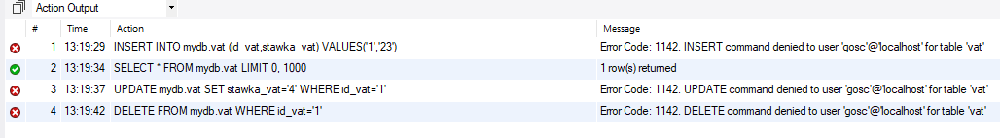 Action Output
# Time Action Message
1 13:19:29 INSERT INTO mydb.vat (id_vat,stawka_vat) VALUES('1','23') Error Code: 1142. INSERT command denied to user 'gosc'@'localhost' for table 'vat'
2 13:19:34 SELECT * FROM mydb.vat LIMIT 0, 1000 1 row(s) returned
3 13:19:37 UPDATE mydb.vat SET stawka_vat='4' WHERE id_vat='1' Error Code: 1142. UPDATE command denied to user 'gosc'@'localhost' for table 'vat'
4 13:19:42 DELETE FROM mydb.vat WHERE id_vat='1' Error Code: 1142. DELETE command denied to user 'gosc'@'localhost' for table 'vat'